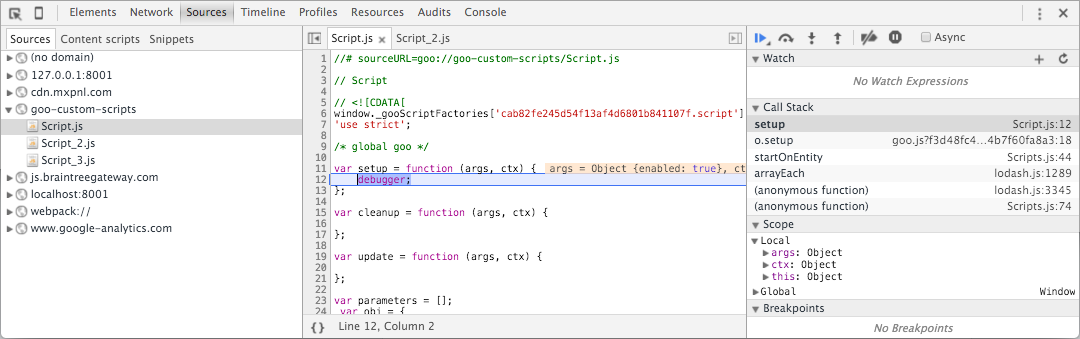 Elements Network Sources Timeline Profiles Resources Audits Console
Sources Content scripts Snippets
(no domain)
127.0.0.1:8001
cdn.mxpnl.com
goo-custom-scripts
Script.js
Script_2.js
Script_3.js
js.braintreegateway.com
localhost:8001
webpack://
www.google-analytics.com
Script.js × Script_2.js
1 //# sourceURL=goo://goo-custom-scripts/Script.js
2
3 // Script
4
5 // <![CDATA[
6 window._gooScriptFactories['cab82fe245d54f13af4d6801b841107f.script']
7 'use strict';
8
9 /* global goo */
10
11 var setup = function (args, ctx) { args = Object {enabled: true}, ct
12 debugger;
13 };
14
15 var cleanup = function (args, ctx) {
16
17 };
18
19 var update = function (args, ctx) {
20
21 };
22
23 var parameters = [];
24 var obj = {
{} Line 12, Column 2
Async
Watch
No Watch Expressions
Call Stack
setup Script.js:12
o.setup goo.js?f3d48fc4...4b7f60fa8a3:18
startOnEntity Scripts.js:44
arrayEach lodash.js:1289
(anonymous function) lodash.js:3345
(anonymous function) Scripts.js:74
Scope
Local
args: Object
ctx: Object
this: Object
Global Window
Breakpoints
No Breakpoints